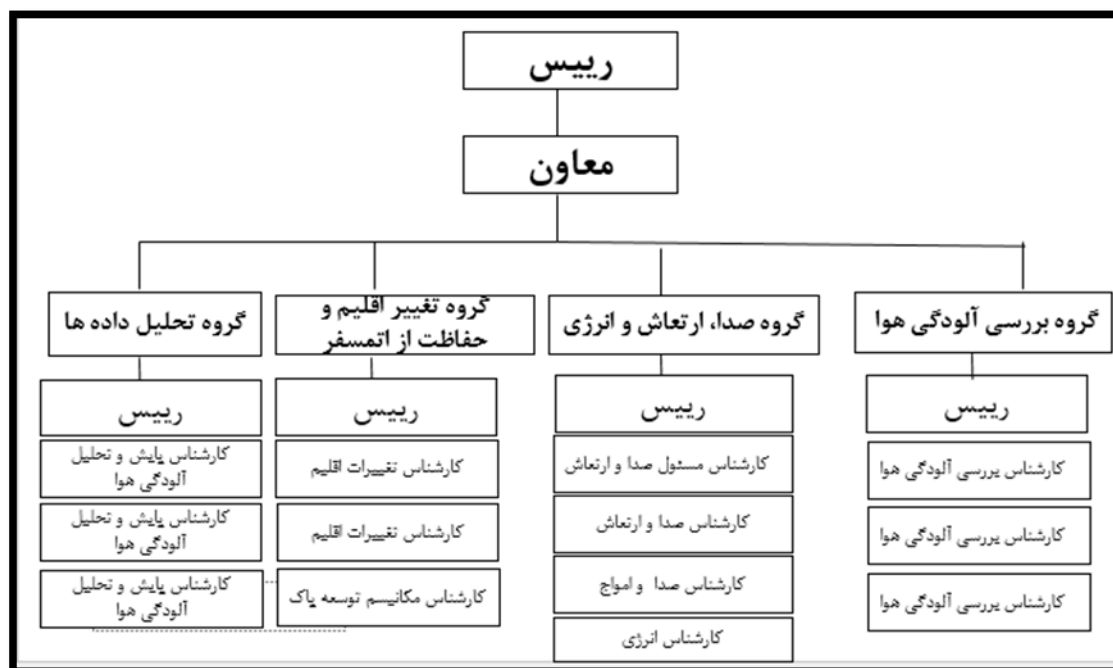 رییس
معاون
گروه بررسی آلودگی هوا
گروه صدا، ارتعاش و انرژی
گروه تغییر اقلیم و
حفاظت از اتمسفر
گروه تحلیل داده ها
رییس
رییس
رییس
رییس
کارشناس بررسی آلودگی هوا
کارشناس مسئول صدا و ارتعاش
کارشناس تغییرات اقلیم
کارشناس پایش و تحلیل
آلودگی هوا
کارشناس بررسی آلودگی هوا
کارشناس صدا و ارتعاش
کارشناس تغییرات اقلیم
کارشناس پایش و تحلیل
آلودگی هوا
کارشناس بررسی آلودگی هوا
کارشناس صدا و امواج
کارشناس مکانیسم توسعه پاک
کارشناس پایش و تحلیل
آلودگی هوا
کارشناس انرژی